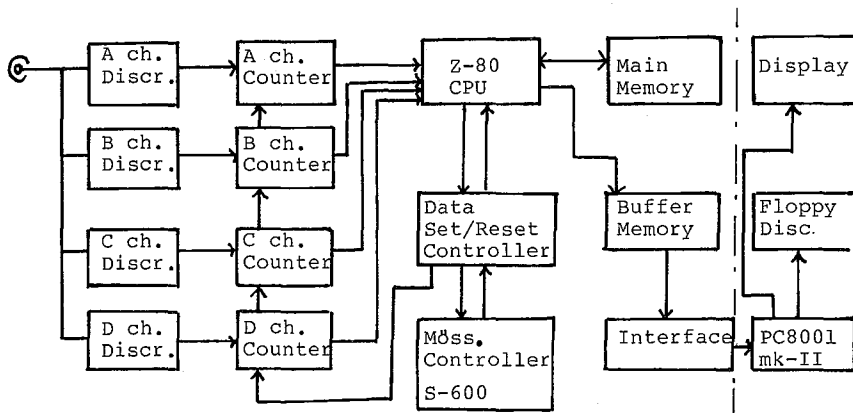 A ch.
Discr.
A ch.
Counter
Z-80
CPU
Main
Memory
Display
B ch.
Discr.
B ch.
Counter
C ch.
Discr.
C ch.
Counter
Data
Set/Reset
Controller
Buffer
Memory
Floppy
Disc.
D ch.
Discr.
D ch.
Counter
Möss.
Controller
S-600
Interface
PC8001
mk-II